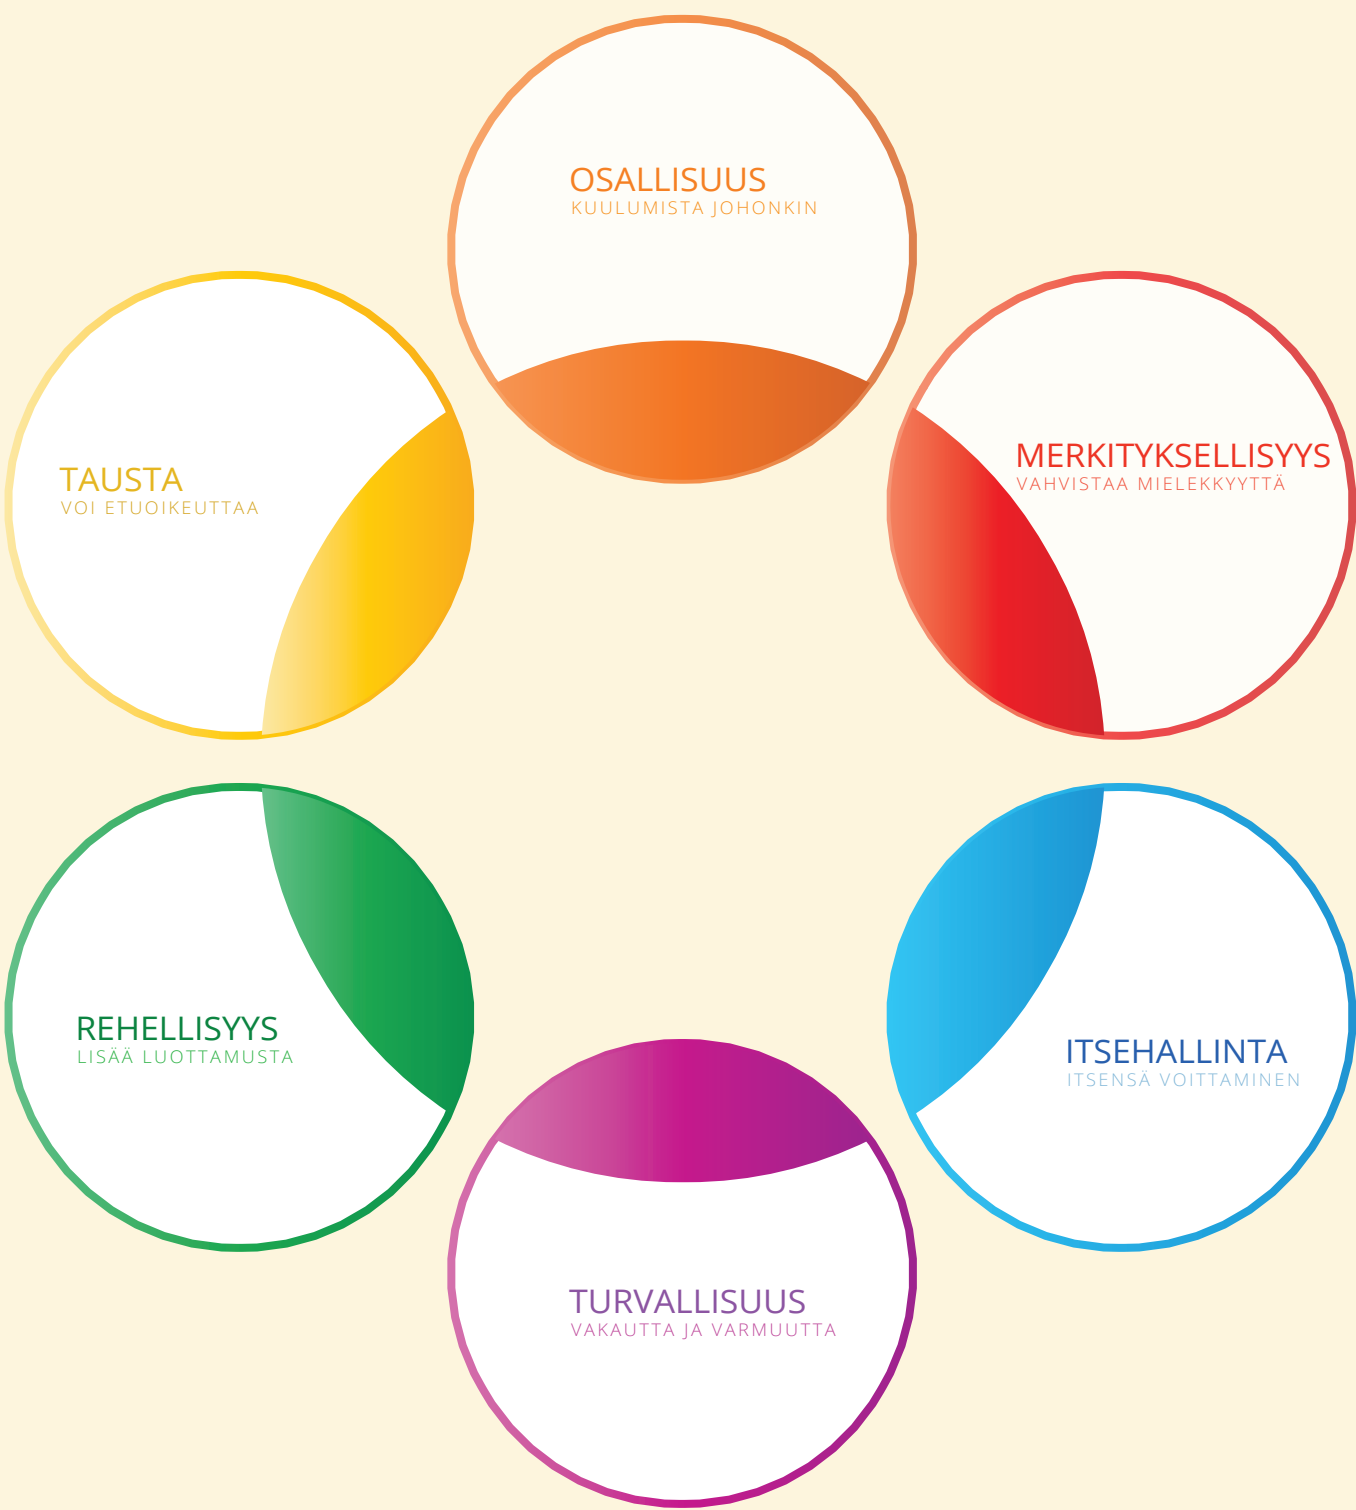 OSALLISUUS
KUULUMISTA JOHONKIN
MERKITYKSELLISYYS
VAHVISTAA MIELEKKYYTTÄ
TAUSTA
VOI ETUOIKEUTTAA
REHELLISYYS
LISÄÄ LUOTTAMUSTA
ITSEHALLINTA
ITSENSÄ VOITTAMINEN
TURVALLISUUS
VAKAUTTA JA VARMUUTTA